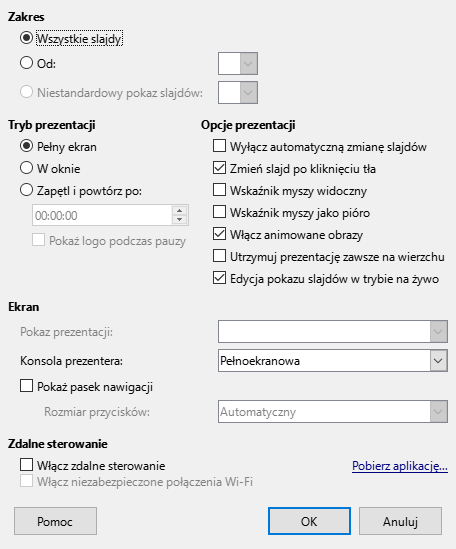 Zakres
Wszystkie slajdy
Od:
Niestandardowy pokaz slajdów:
Tryb prezentacji
Pełny ekran
W oknie
Zapętl i powtórz po:
00:00:00
Pokaż logo podczas pauzy
Opcje prezentacji
Wyłącz automatyczną zmianę slajdów
Zmień slajd po kliknięciu tła
Wskaźnik myszy widoczny
Wskaźnik myszy jako pióro
Włącz animowane obrazy
Utrzymuj prezentację zawsze na wierzchu
Edycja pokazu slajdów w trybie na żywo
Ekran
Pokaz prezentacji:
Konsola prezentera: Pełnoekranowa
Pokaż pasek nawigacji
Rozmiar przycisków: Automatyczny
Zdalne sterowanie
Włącz zdalne sterowanie Pobierz aplikację...
Włącz niezabezpieczone połączenia Wi-Fi
Pomoc OK Anuluj